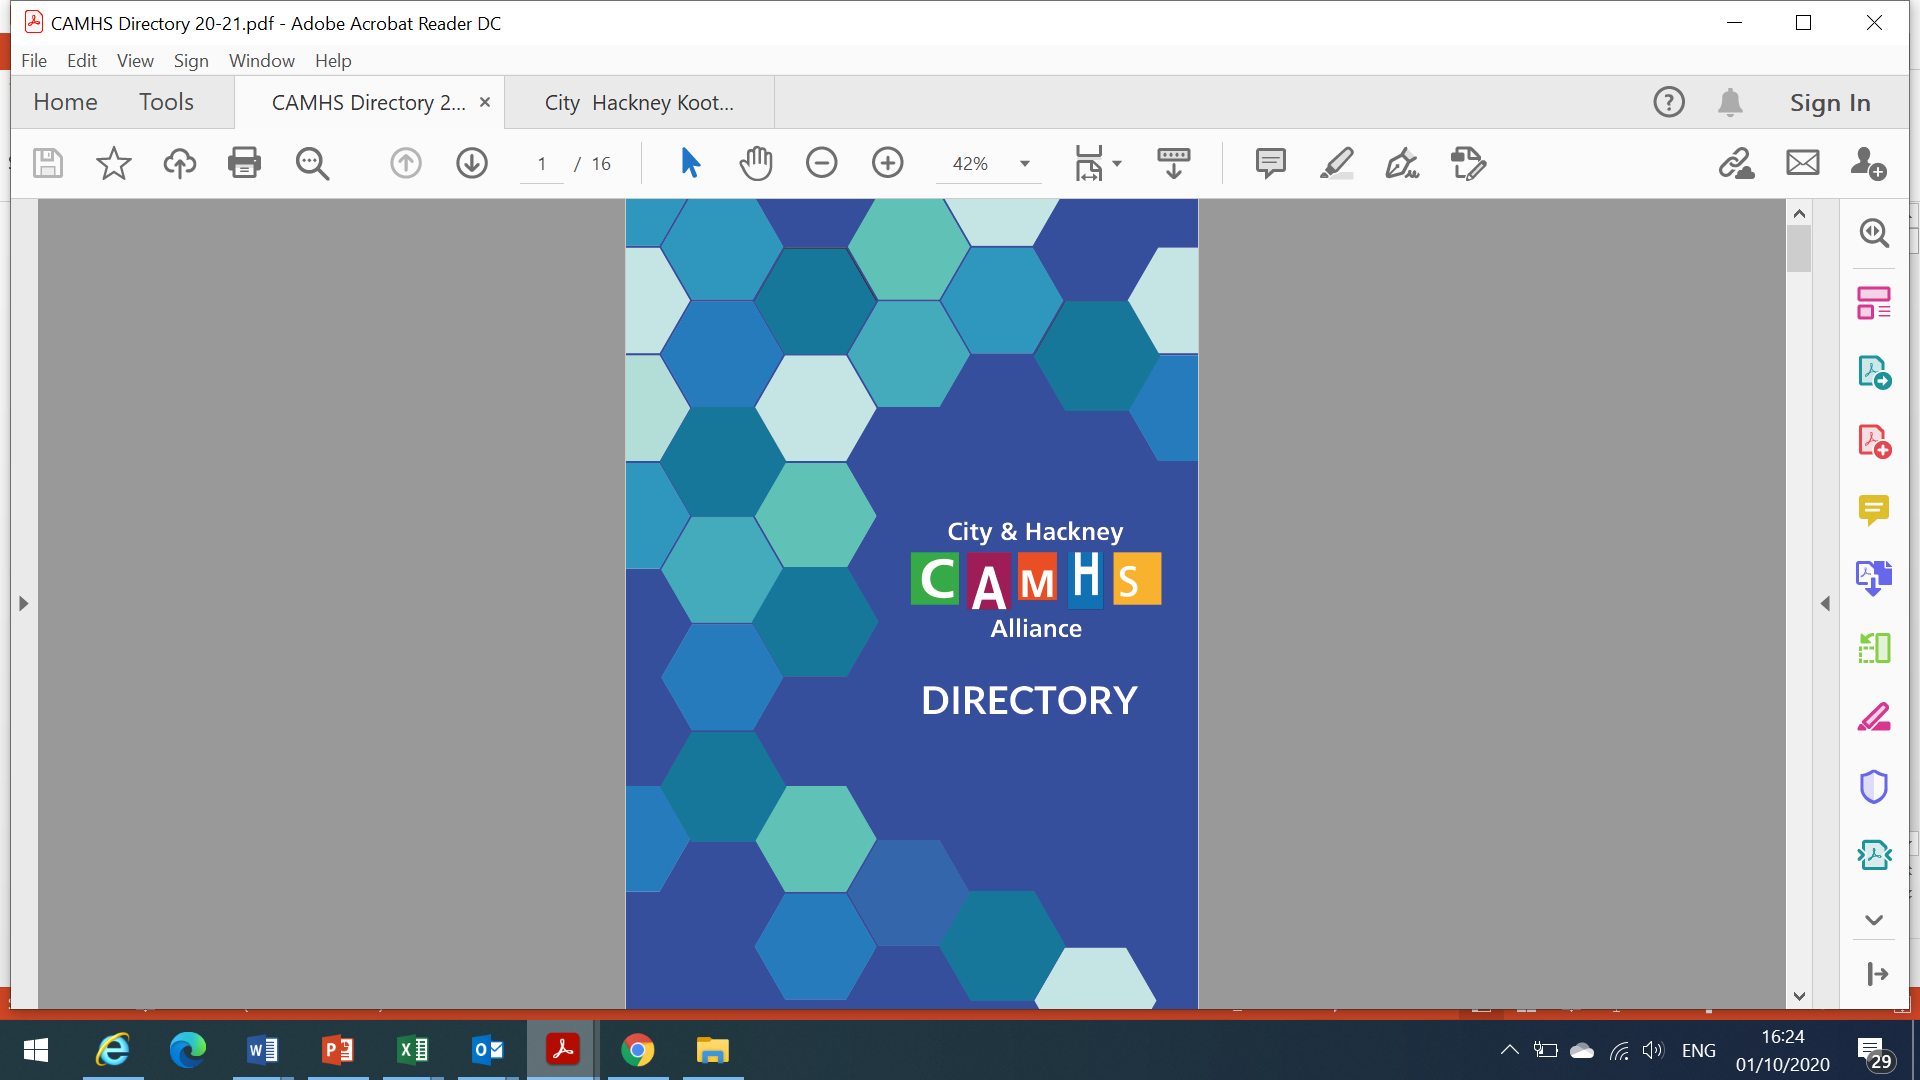 CAMHS Directory 20-21.pdf - Adobe Acrobat Reader DC
File Edit View Sign Window Help
Home Tools CAMHS Directory 2... × City Hackney Koot... Sign In
1 / 16 42%
City & Hackney
CAMHS
Alliance
DIRECTORY
16:24
ENG
01/10/2020
29